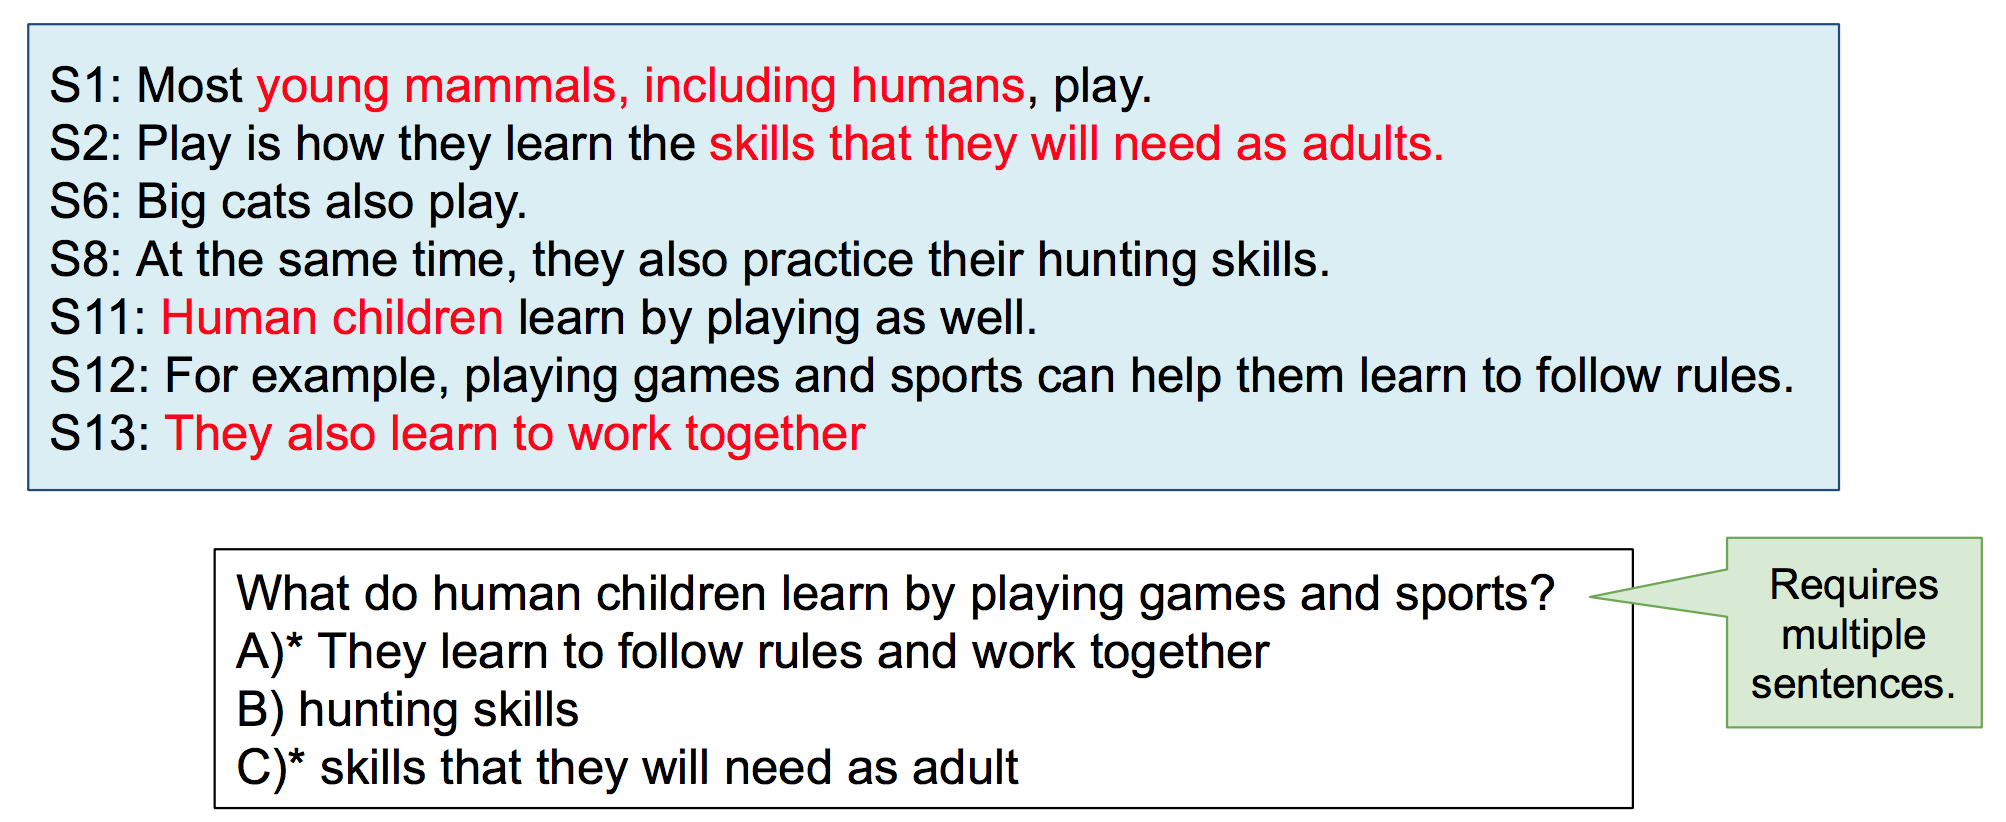 S1: Most young mammals, including humans, play.
S2: Play is how they learn the skills that they will need as adults.
S6: Big cats also play.
S8: At the same time, they also practice their hunting skills.
S11: Human children learn by playing as well.
S12: For example, playing games and sports can help them learn to follow rules.
S13: They also learn to work together
What do human children learn by playing games and sports?
A)* They learn to follow rules and work together
B) hunting skills
C)* skills that they will need as adult
Requires
multiple
sentences.